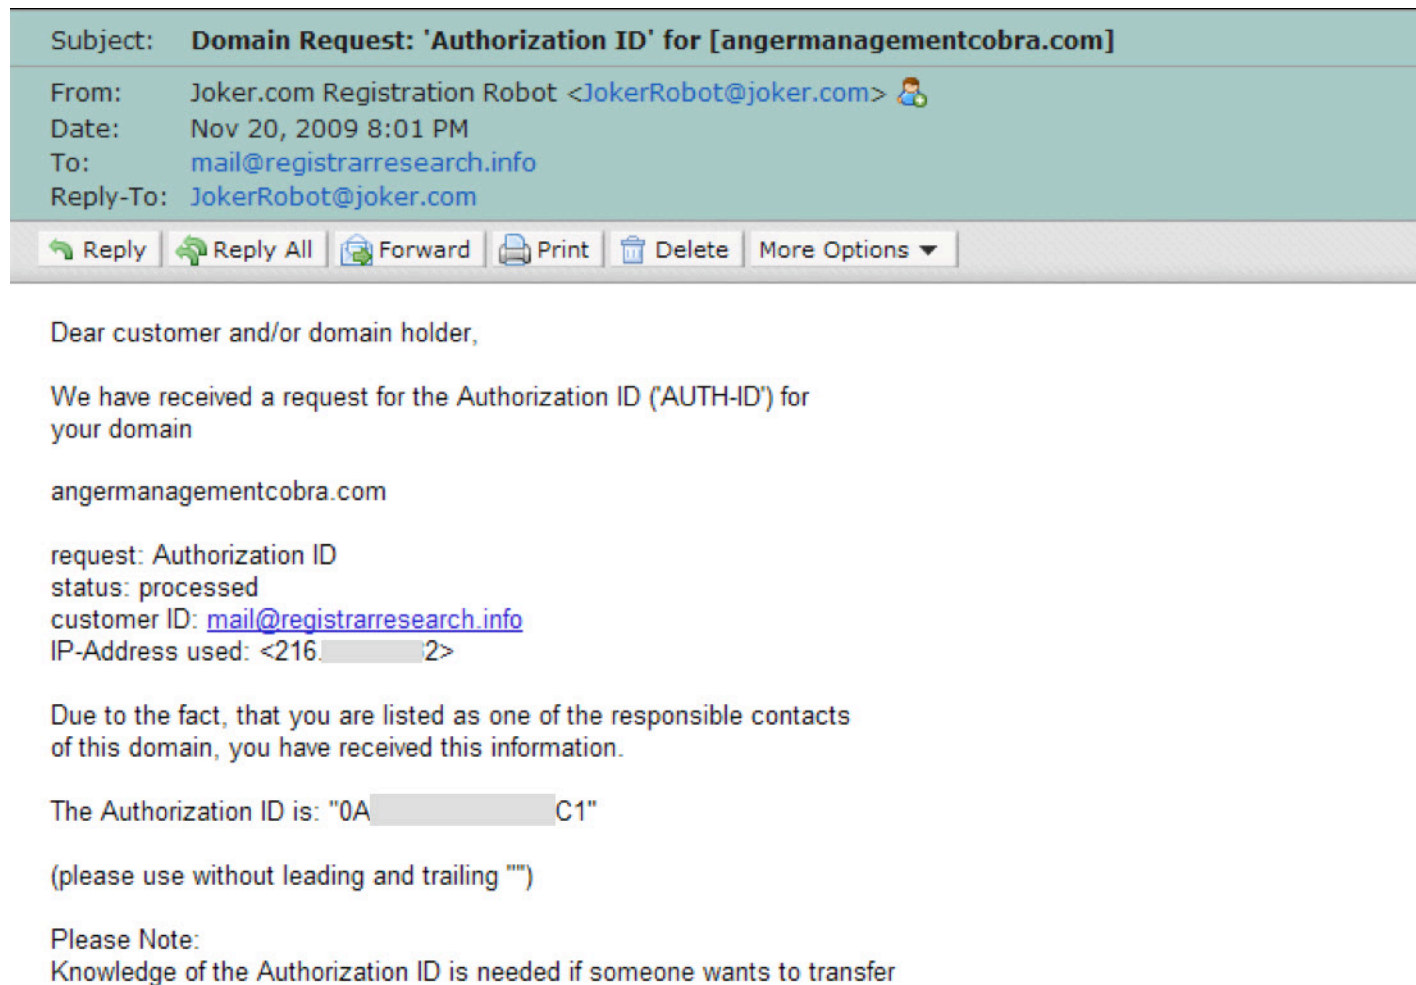 Subject: Domain Request: 'Authorization ID' for [angermanagementcobra.com]
From: Joker.com Registration Robot <JokerRobot@joker.com>
Date: Nov 20, 2009 8:01 PM
To: mail@registrarresearch.info
Reply-To: JokerRobot@joker.com
Reply Reply All Forward Print Delete More Options
Dear customer and/or domain holder,
We have received a request for the Authorization ID ('AUTH-ID') for
your domain
angermanagementcobra.com
request: Authorization ID
status: processed
customer ID: mail@registrarresearch.info
IP-Address used: <216. 2>
Due to the fact, that you are listed as one of the responsible contacts
of this domain, you have received this information.
The Authorization ID is: "0A C1"
(please use without leading and trailing "")
Please Note:
Knowledge of the Authorization ID is needed if someone wants to transfer